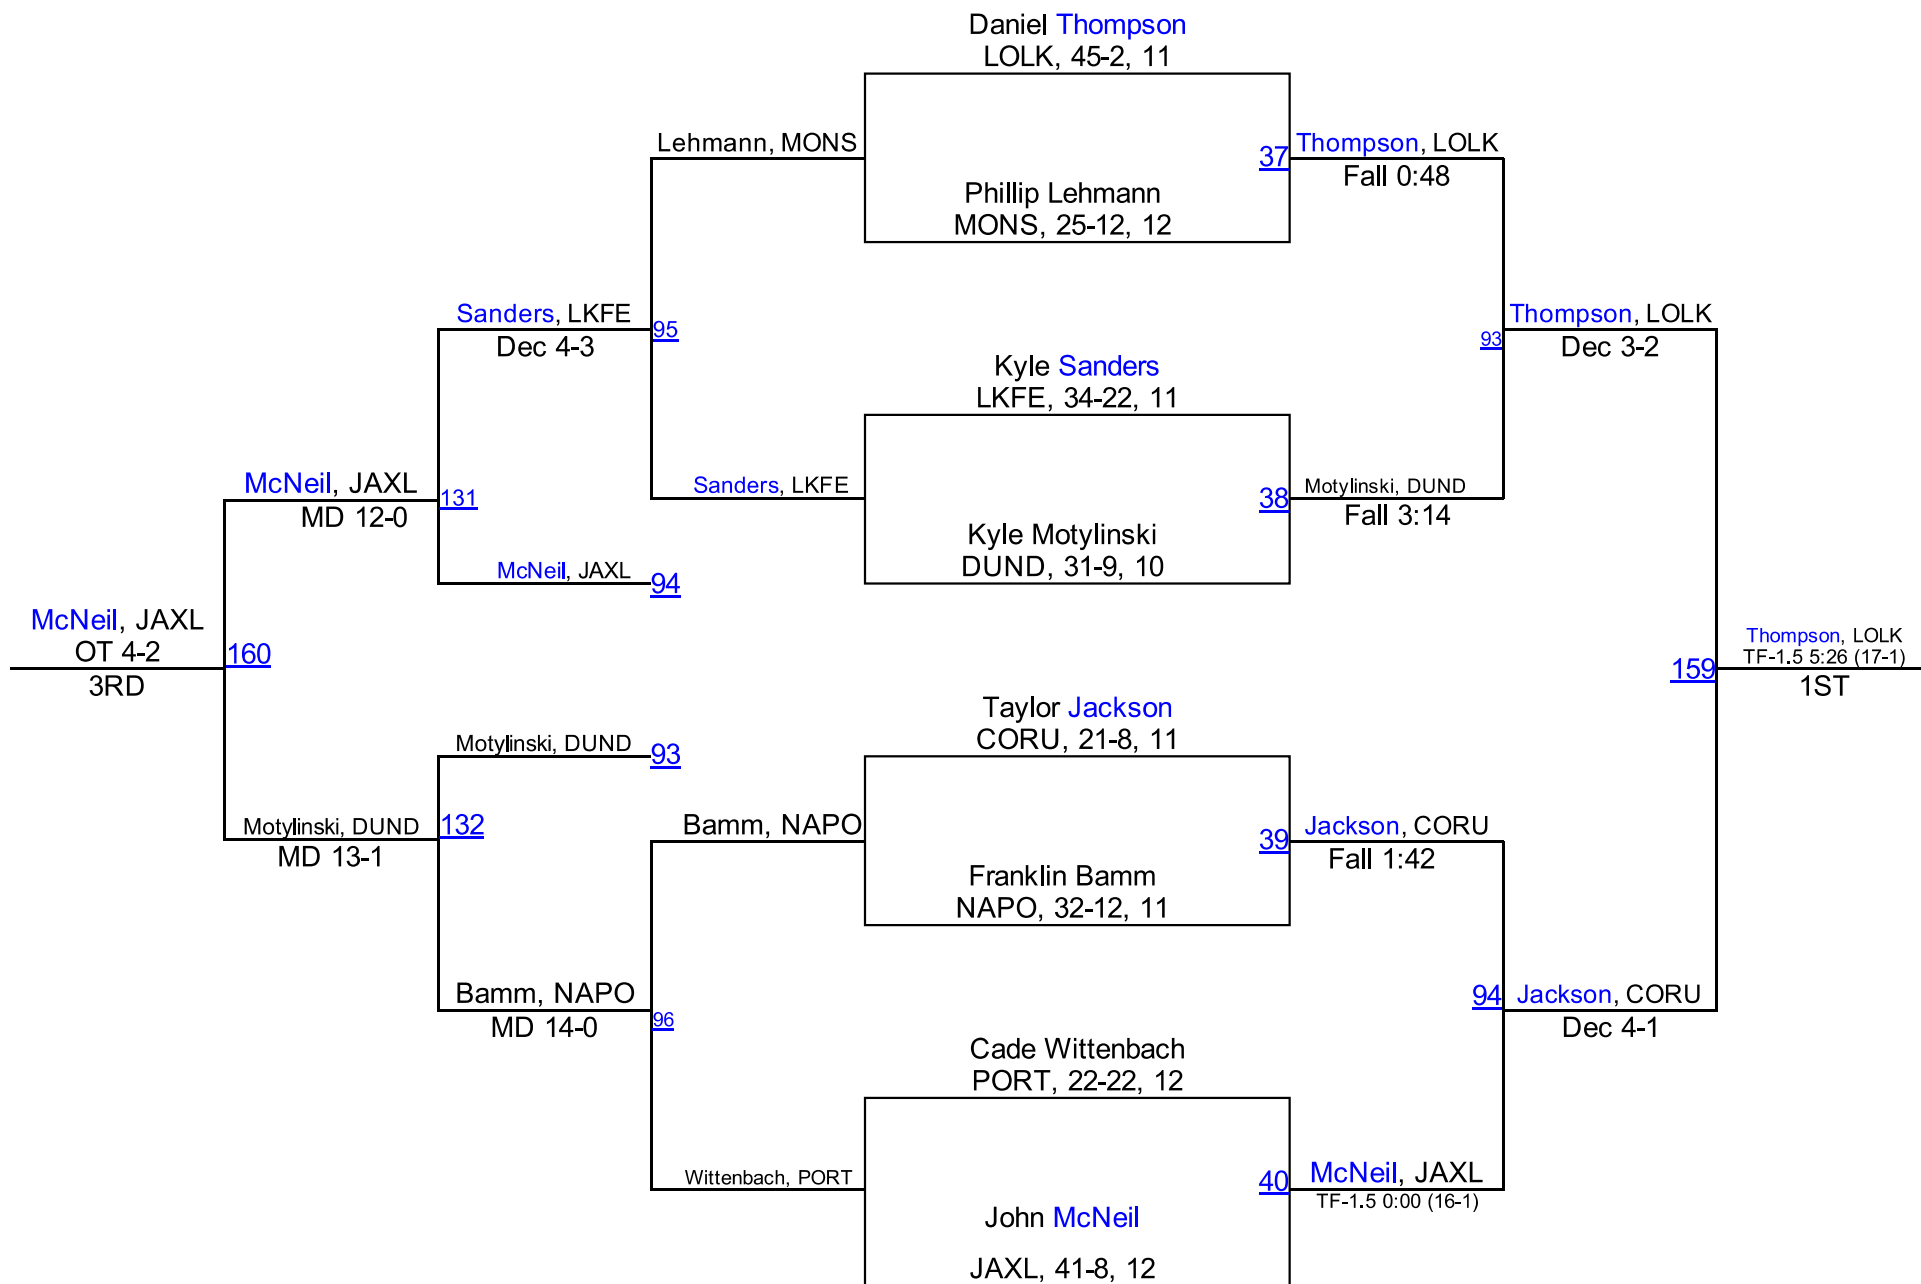 Daniel Thompson
LOLK, 45-2, 11
Lehmann, MONS
37
Thompson, LOLK
Fall 0:48
Phillip Lehmann
MONS, 25-12, 12
Sanders, LKFE
Dec 4-3
95
93
Thompson, LOLK
Dec 3-2
Kyle Sanders
LKFE, 34-22, 11
McNeil, JAXL
MD 12-0
131
Sanders, LKFE
38
Motylinski, DUND
Fall 3:14
Kyle Motylinski
DUND, 31-9, 10
McNeil, JAXL
94
McNeil, JAXL
OT 4-2
3RD
160
159
Thompson, LOLK
TF-1.5 5:26 (17-1)
1ST
Taylor Jackson
CORU, 21-8, 11
Motylinski, DUND
93
Motylinski, DUND
MD 13-1
132
Bamm, NAPO
39
Jackson, CORU
Fall 1:42
Franklin Bamm
NAPO, 32-12, 11
Bamm, NAPO
MD 14-0
96
94
Jackson, CORU
Dec 4-1
Cade Wittenbach
PORT, 22-22, 12
Wittenbach, PORT
40
McNeil, JAXL
TF-1.5 0:00 (16-1)
John McNeil
JAXL, 41-8, 12